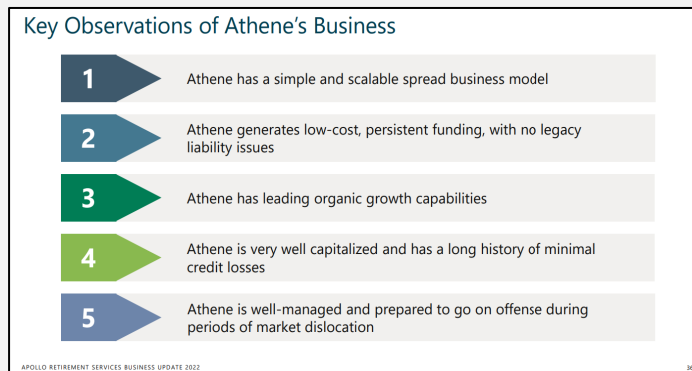 Key Observations of Athene's Business
1
Athene has a simple and scalable spread business model
2
Athene generates low-cost, persistent funding, with no legacy
liability issues
3
Athene has leading organic growth capabilities
4
Athene is very well capitalized and has a long history of minimal
credit losses
5
Athene is well-managed and prepared to go on offense during
periods of market dislocation
APOLLO RETIREMENT SERVICES BUSINESS UPDATE 2022